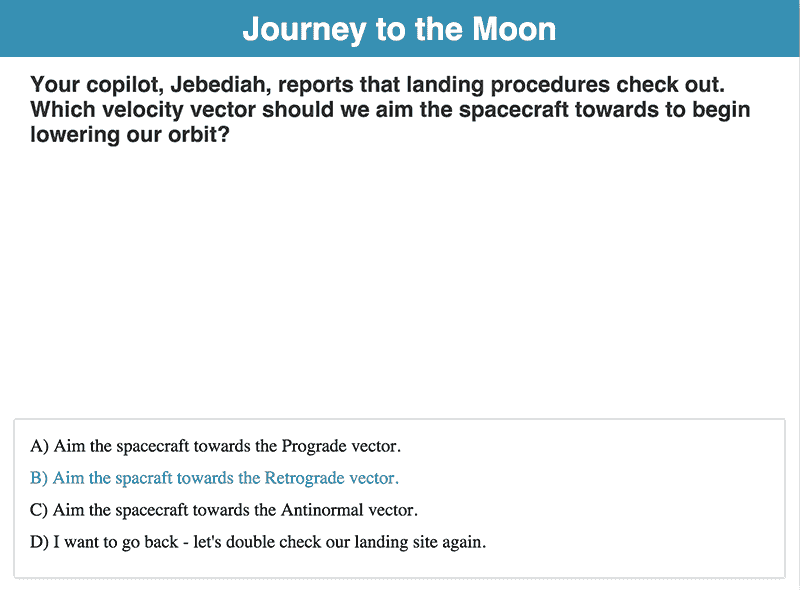 Journey to the Moon
Your copilot, Jebediah, reports that landing procedures check out.
Which velocity vector should we aim the spacecraft towards to begin
lowering our orbit?
A) Aim the spacecraft towards the Prograde vector.
B) Aim the spacraft towards the Retrograde vector.
C) Aim the spacecraft towards the Antinormal vector.
D) I want to go back - let's double check our landing site again.